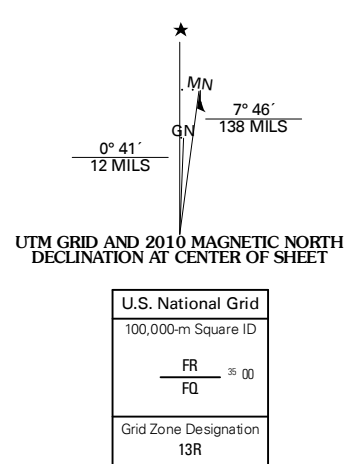 ★
MN
7° 46´
138 MILS
GN
0° 41´
12 MILS
UTM GRID AND 2010 MAGNETIC NORTH
DECLINATION AT CENTER OF SHEET
U.S. National Grid
100,000-m Square ID
FR
35 00
FQ
Grid Zone Designation
13R